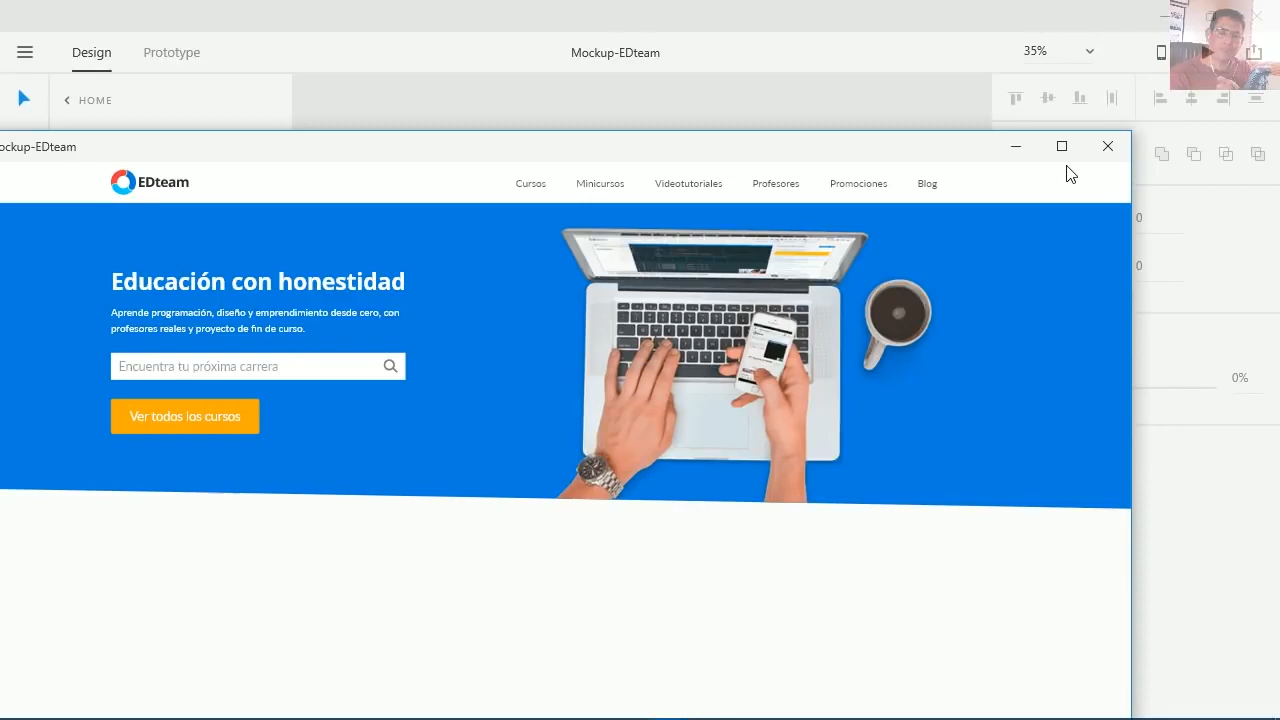 Design Prototype Mockup-EDteam 35%
HOME
ockup-EDteam
EDteam Cursos Minicursos Videotutoriales Profesores Promociones Blog
0
Educación con honestidad
0
Aprende programación, diseño y emprendimiento desde cero, con
profesores reales y proyecto de fin de curso.
Encuentra tu próxima carrera
0%
Ver todos los cursos